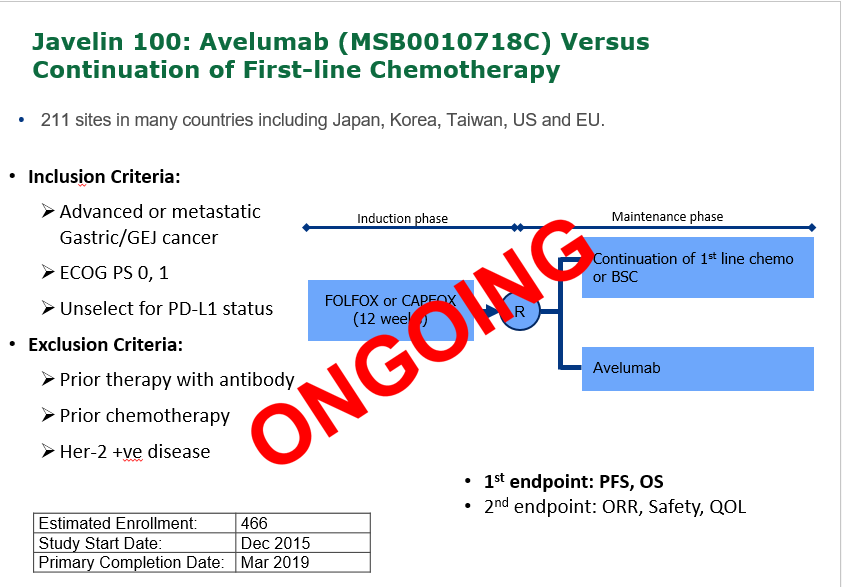 Javelin 100: Avelumab (MSB0010718C) Versus
Continuation of First-line Chemotherapy
• 211 sites in many countries including Japan, Korea, Taiwan, US and EU.
• Inclusion Criteria:
➢ Advanced or metastatic
Gastric/GEJ cancer
➢ ECOG PS 0, 1
➢ Unselect for PD-L1 status
• Exclusion Criteria:
➢ Prior therapy with antibody
➢ Prior chemotherapy
➢ Her-2 +ve disease
Induction phase
Maintenance phase
FOLFOX or CAPEOX
(12 weeks)
R
Continuation of 1st line chemo
or BSC
Avelumab
ONGOING
• 1st endpoint: PFS, OS
• 2nd endpoint: ORR, Safety, QOL
Estimated Enrollment: 466
Study Start Date: Dec 2015
Primary Completion Date: Mar 2019